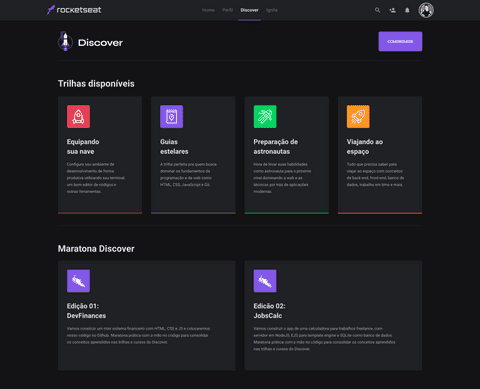 rocketseat
Home Perfil Discover Ignite
Discover
Trilhas disponíveis
Equipando
sua nave
Configure seu ambiente de
desenvolvimento de forma
produtiva utilizando seu terminal,
um bom editor de códigos e
outras ferramentas.
Guias
estelares
A trilha perfeita pra quem busca
dominar os fundamentos da
programação e da web como
HTML, CSS, JavaScript e Git.
Preparação de
astronautas
Hora de levar suas habilidades
como astronauta para o próximo
nível dominando a web e as
técnicas por trás de aplicações
modernas.
Viajando ao
espaço
Tudo que precisa saber para
viajar ao espaço com conceitos
de back-end, front-end, banco de
dados, trabalho em time e mais.
Maratona Discover
Edição 01:
DevFinances
Vamos construir um mini sistema financeiro com HTML, CSS e JS e colocaremos
nosso código no Github. Maratona prática com a mão no código para consolidar
os conceitos aprendidos nas trilhas e cursos do Discover.
Edição 02:
JobsCalc
Vamos construir o app de uma calculadora para trabalhos freelance, com
servidor em NodeJS, EJS para template engine e SQLite como banco de dados.
Maratona prática com a mão no código para consolidar os conceitos aprendidos
nas trilhas e cursos do Discover.